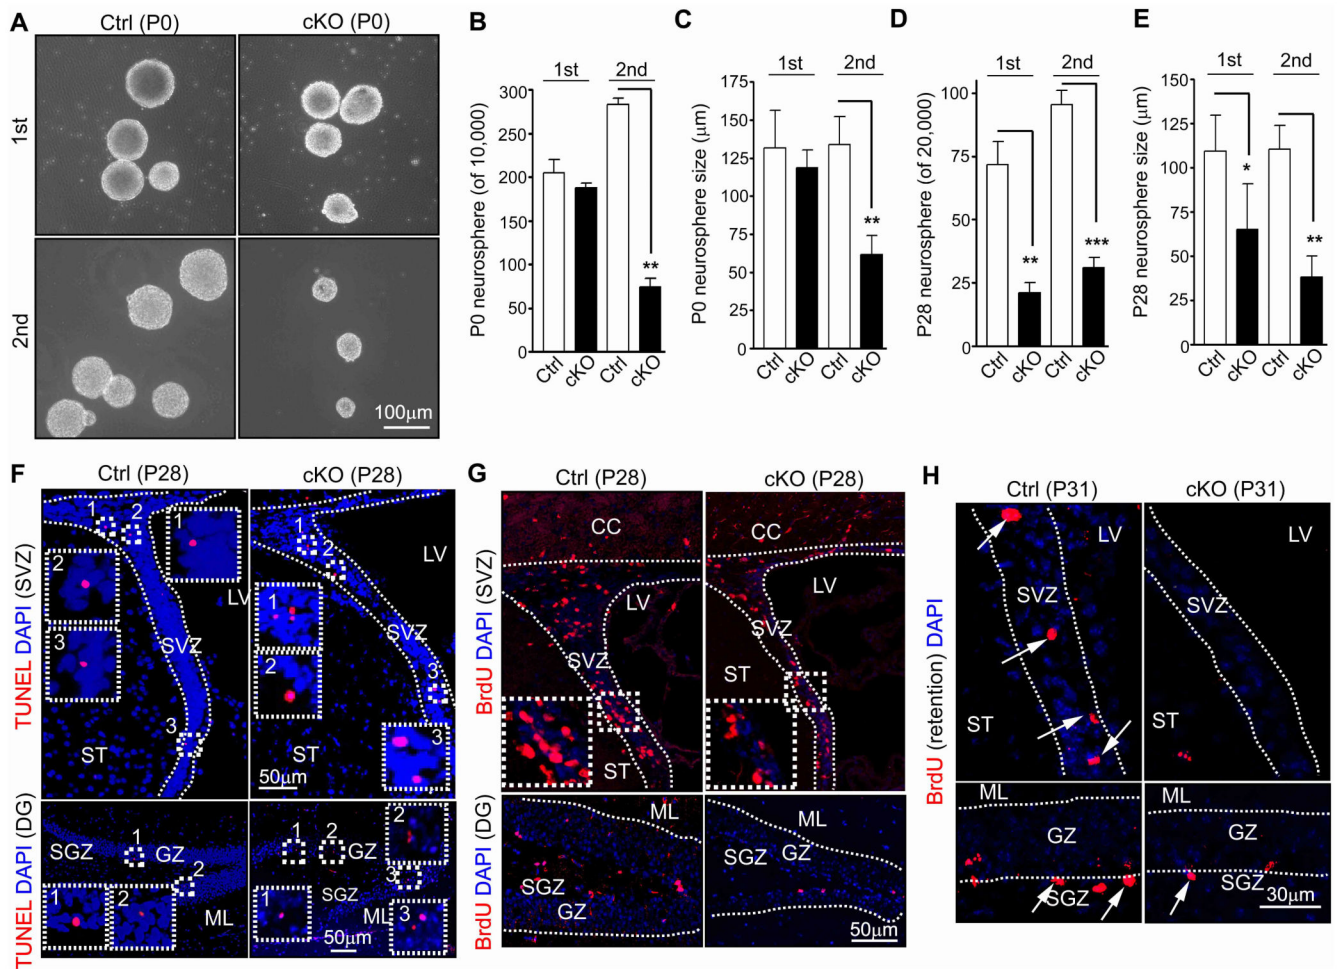 A
Ctrl (P0)
cKO (P0)
1st
2nd
100μm
B
1st
2nd
P0 neurosphere (of 10,000)
300
250
200
150
100
50
0
**
Ctrl
cKO
Ctrl
cKO
C
1st
2nd
P0 neurosphere size (μm)
175
150
125
100
75
50
25
0
**
Ctrl
cKO
Ctrl
cKO
D
1st
2nd
P28 neurosphere (of 20,000)
100
75
50
25
0
**
***
Ctrl
cKO
Ctrl
cKO
E
1st
2nd
P28 neurosphere size (μm)
150
125
100
75
50
25
0
*
**
Ctrl
cKO
Ctrl
cKO
F
Ctrl (P28)
cKO (P28)
TUNEL DAPI (SVZ)
1
2
1
2
3
LV
SVZ
3
ST
1
2
LV
1
2
SVZ
3
3
ST
50μm
TUNEL DAPI (DG)
1
SGZ
GZ
2
1
2
ML
1
2
GZ
2
3
SGZ
1
ML
3
50μm
G
Ctrl (P28)
cKO (P28)
BrdU DAPI (SVZ)
CC
LV
SVZ
ST
CC
LV
SVZ
ST
BrdU DAPI (DG)
ML
SGZ
GZ
ML
SGZ
GZ
50μm
H
Ctrl (P31)
cKO (P31)
BrdU (retention) DAPI
LV
SVZ
ST
LV
SVZ
ST
ML
GZ
SGZ
ML
GZ
SGZ
30μm